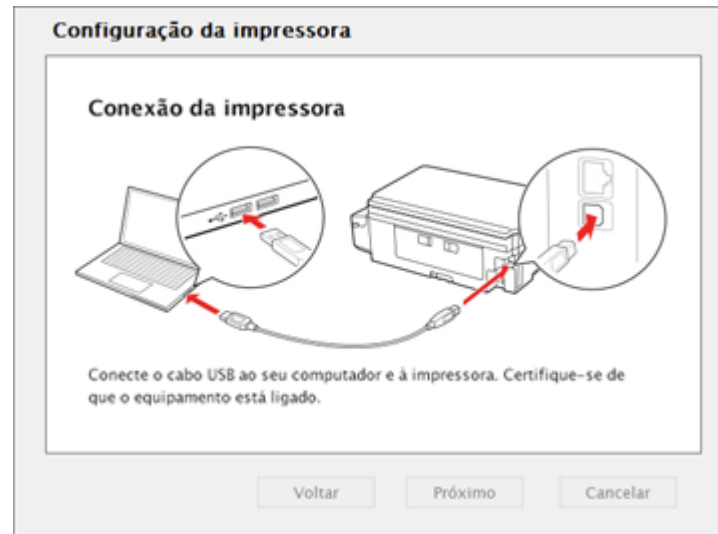 Configuração da impressora
Conexão da impressora
Conecte o cabo USB ao seu computador e à impressora. Certifique-se de
que o equipamento está ligado.
Voltar
Próximo
Cancelar